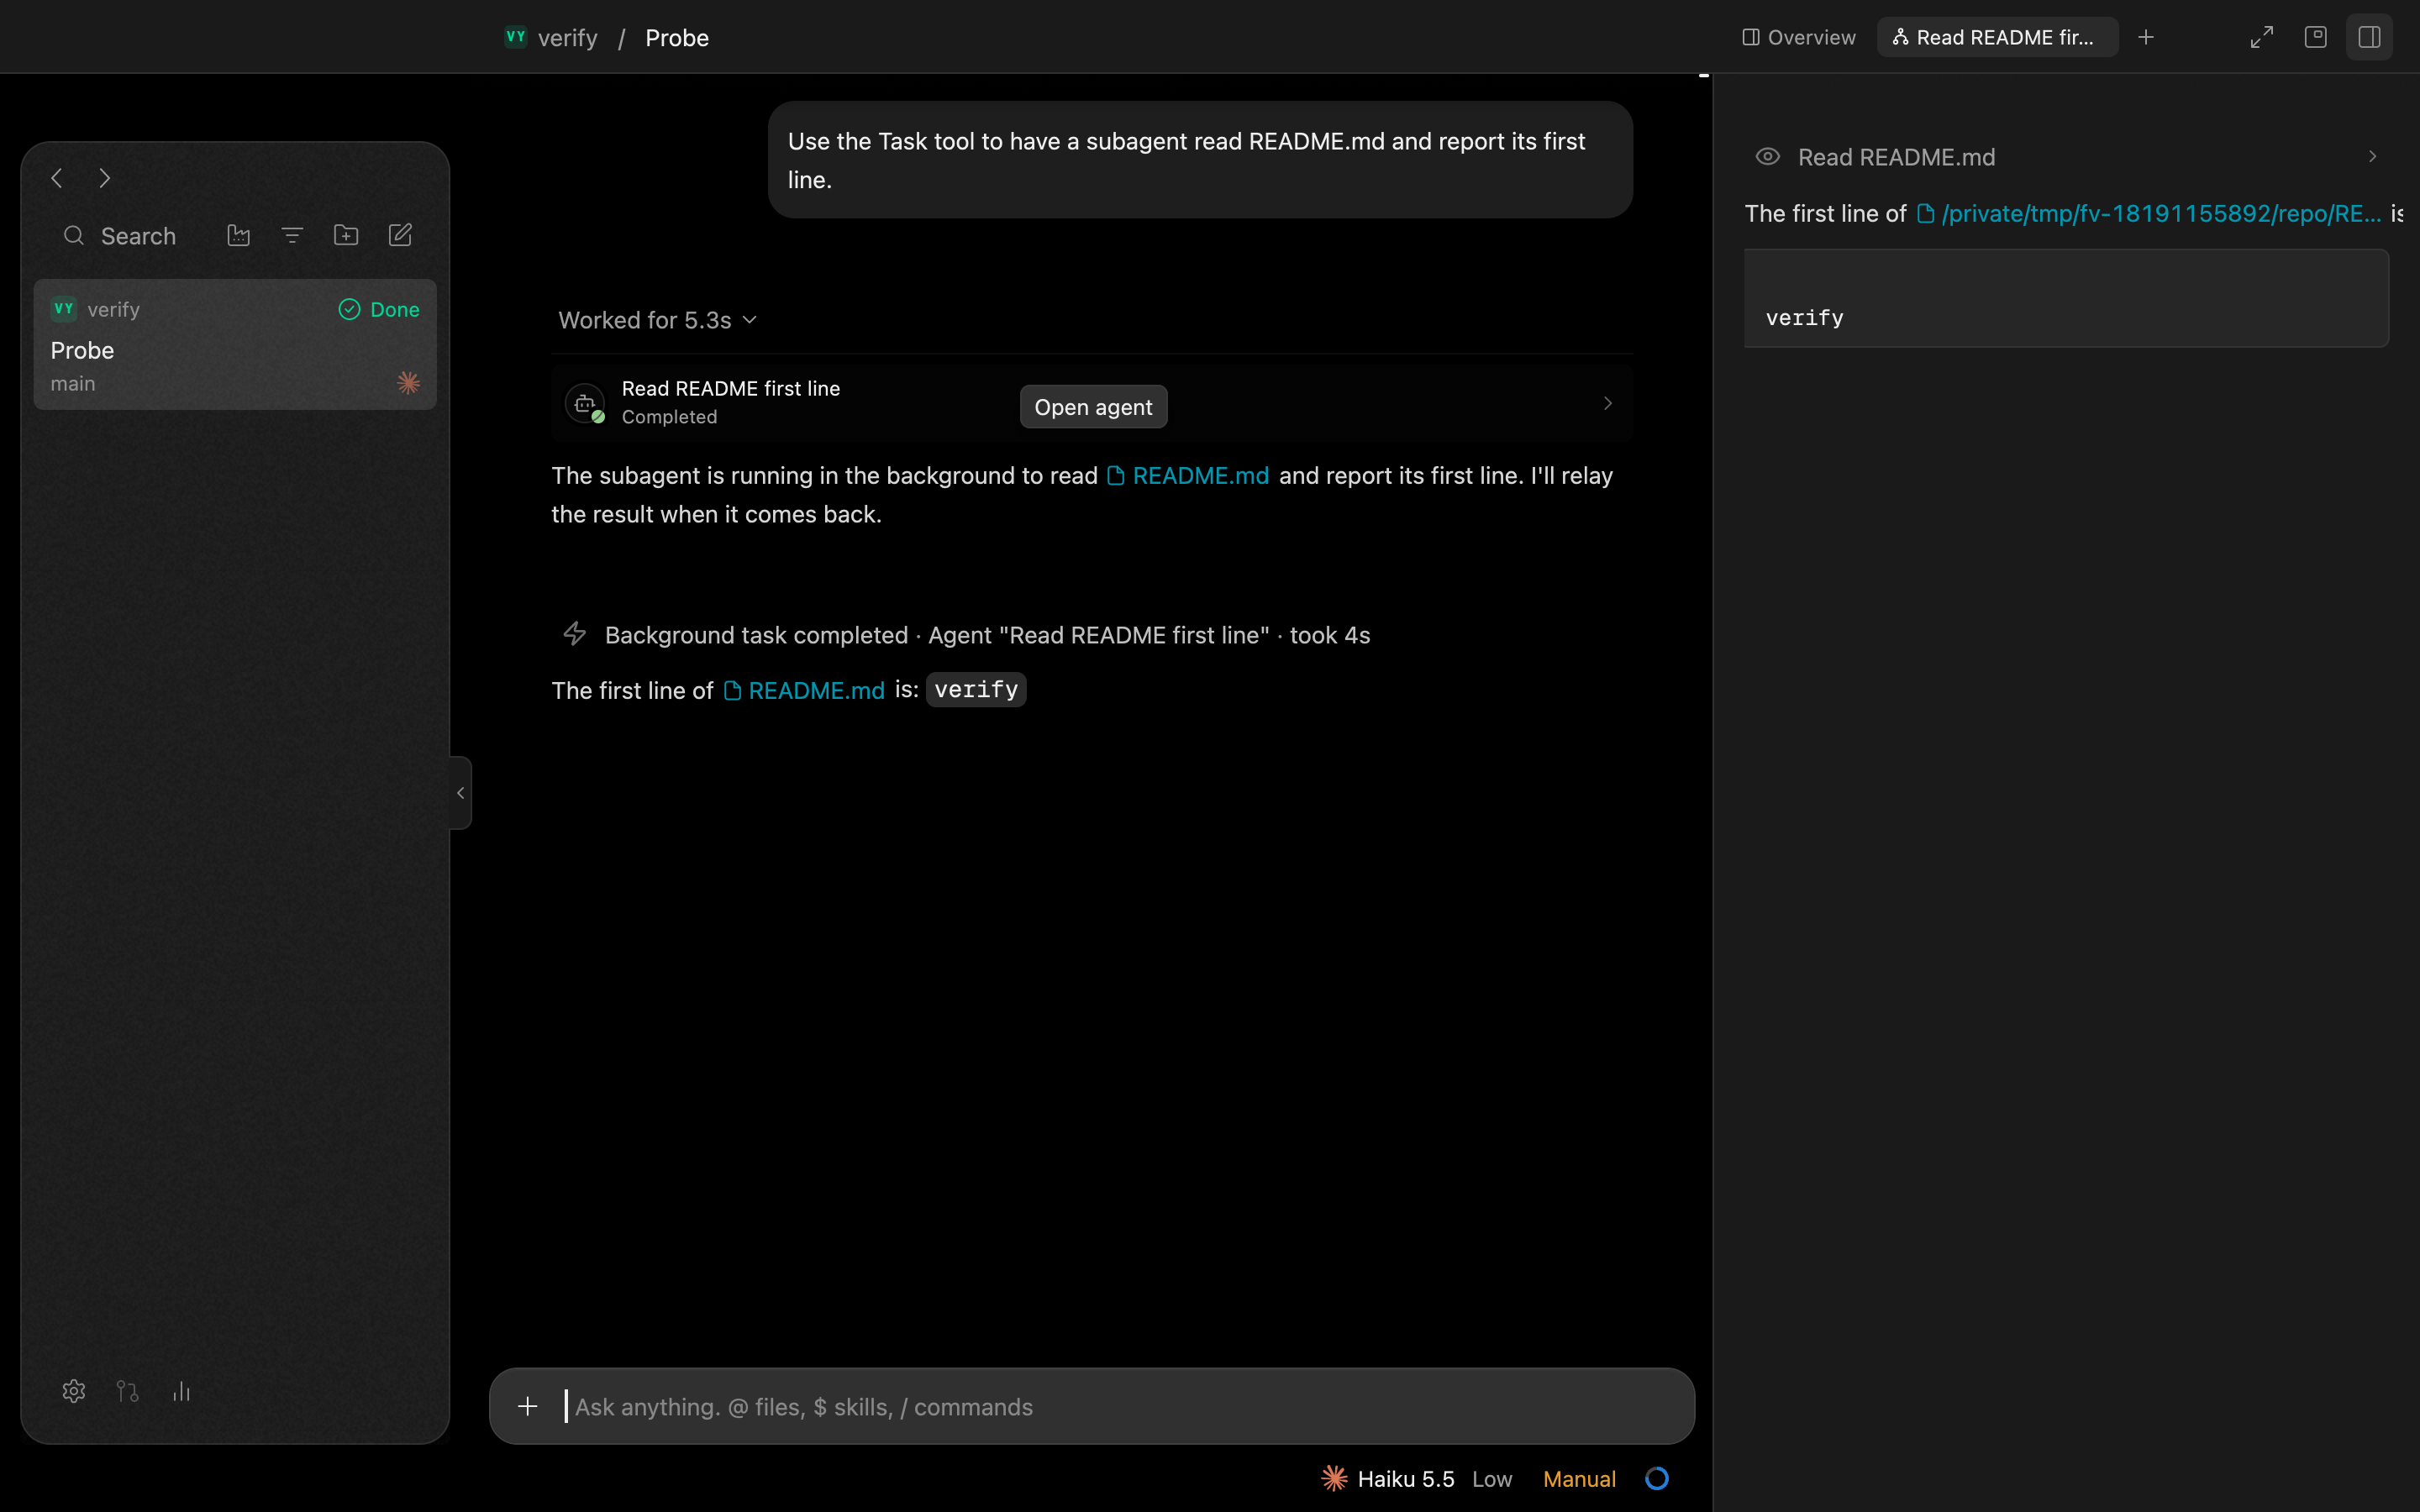 VY verify / Probe
Overview
Read README fir...
Search
VY verify
Done
Probe
main
Use the Task tool to have a subagent read README.md and report its first
line.
Worked for 5.3s
Read README first line
Completed
Open agent
The subagent is running in the background to read README.md and report its first line. I'll relay
the result when it comes back.
Background task completed · Agent "Read README first line" · took 4s
The first line of README.md is: verify
Ask anything. @ files, $ skills, / commands
Haiku 5.5 Low Manual
Read README.md
The first line of /private/tmp/fv-18191155892/repo/RE... is
verify